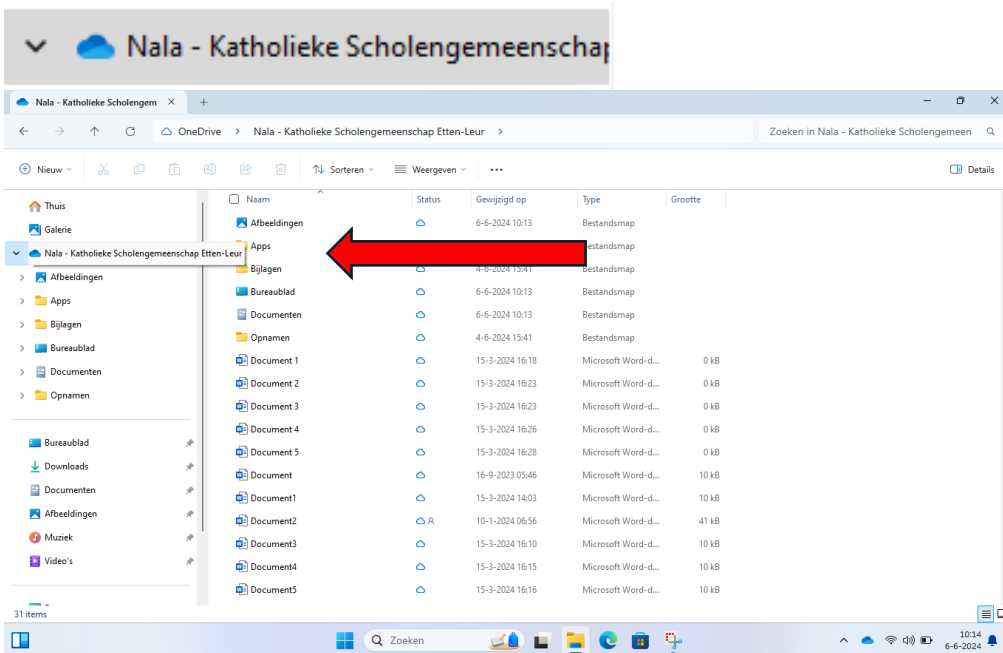 Nala - Katholieke Scholengemeenschap
Nala - Katholieke Scholengem
OneDrive > Nala - Katholieke Scholengemeenschap Etten-Leur >
Zoeken in Nala - Katholieke Scholengemeen
Nieuw Sorteren Weergeven ... Details
Thuis
Galerie
Nala - Katholieke Scholengemeenschap Etten-Leur
Afbeeldingen
Apps
Bijlagen
Bureaublad
Documenten
Opnamen
Bureaublad
Downloads
Documenten
Afbeeldingen
Muziek
Video's
Naam Status Gewijzigd op Type Grootte
Afbeeldingen 6-6-2024 10:13 Bestandsmap
Apps Bestandsmap
Bijlagen 4-6-2024 15:41 Bestandsmap
Bureaublad 6-6-2024 10:13 Bestandsmap
Documenten 6-6-2024 10:13 Bestandsmap
Opnamen 4-6-2024 15:41 Bestandsmap
Document 1 15-3-2024 16:18 Microsoft Word-d... 0 kB
Document 2 15-3-2024 16:23 Microsoft Word-d... 0 kB
Document 3 15-3-2024 16:23 Microsoft Word-d... 0 kB
Document 4 15-3-2024 16:26 Microsoft Word-d... 0 kB
Document 5 15-3-2024 16:28 Microsoft Word-d... 0 kB
Document 16-9-2023 05:46 Microsoft Word-d... 10 kB
Document1 15-3-2024 14:03 Microsoft Word-d... 10 kB
Document2 10-1-2024 06:56 Microsoft Word-d... 41 kB
Document3 15-3-2024 16:10 Microsoft Word-d... 10 kB
Document4 15-3-2024 16:15 Microsoft Word-d... 10 kB
Document5 15-3-2024 16:16 Microsoft Word-d... 10 kB
31 items
Zoeken
10:14
6-6-2024